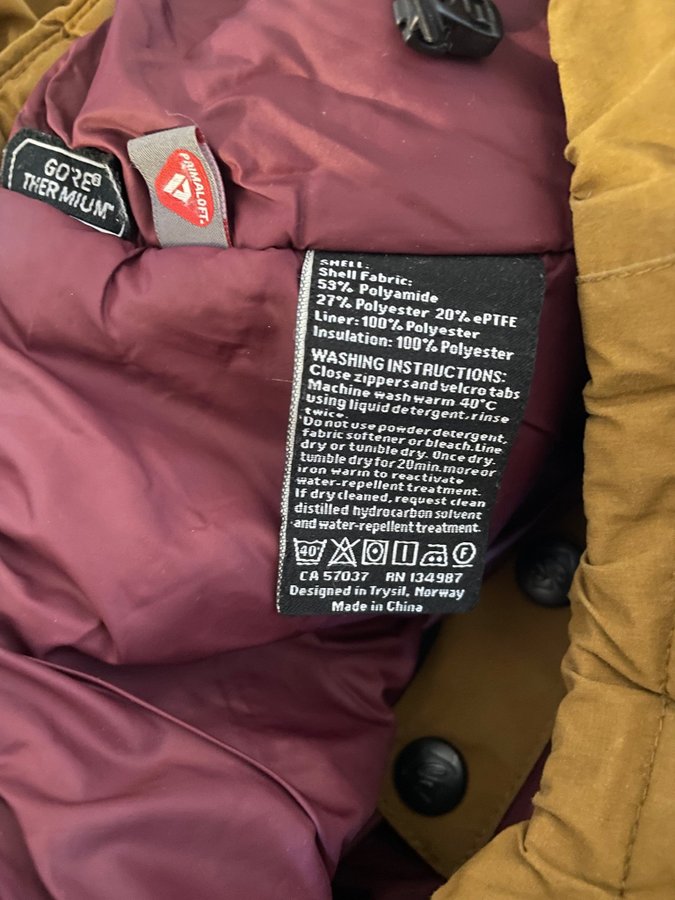 GORE®
THERMIUM™
PRIMALOFT®
SHELL:
Shell Fabric:
53% Polyamide
27% Polyester 20% ePTFE
Liner: 100% Polyester
Insulation: 100% Polyester
WASHING INSTRUCTIONS:
Close zippers and velcro tabs
Machine wash warm 40°C
using liquid detergent, rinse
twice.
Do not use powder detergent,
fabric softener or bleach. Line
dry or tumble dry. Once dry,
tumble dry for 20min. more or
iron warm to reactivate
water-repellent treatment.
If dry cleaned, request clean
distilled hydrocarbon solvent
and water-repellent treatment.
40° F
CA 57037 RN 134987
Designed in Trysil, Norway
Made in China